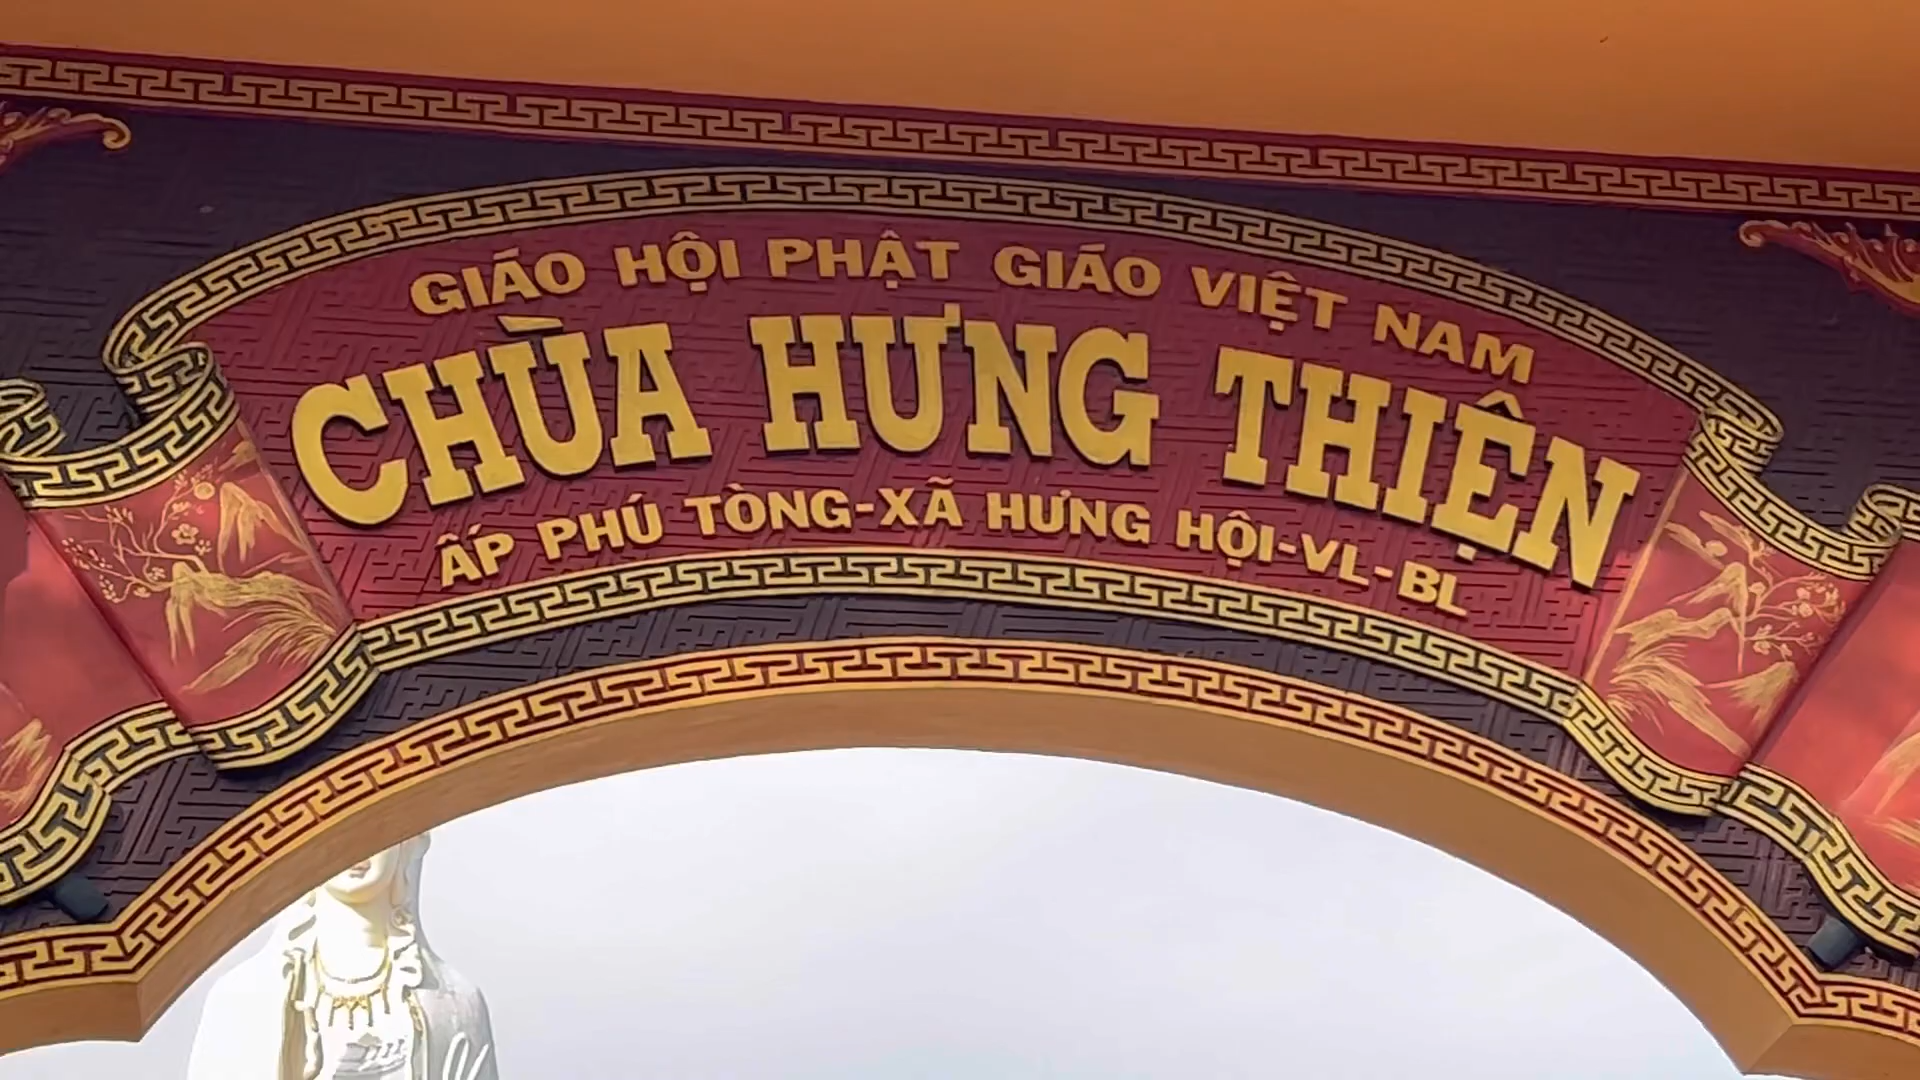 GIÁO HỘI PHẬT GIÁO VIỆT NAM
CHÙA HƯNG THIỆN
ẤP PHÚ TÒNG-XÃ HƯNG HỘI-VL-BL